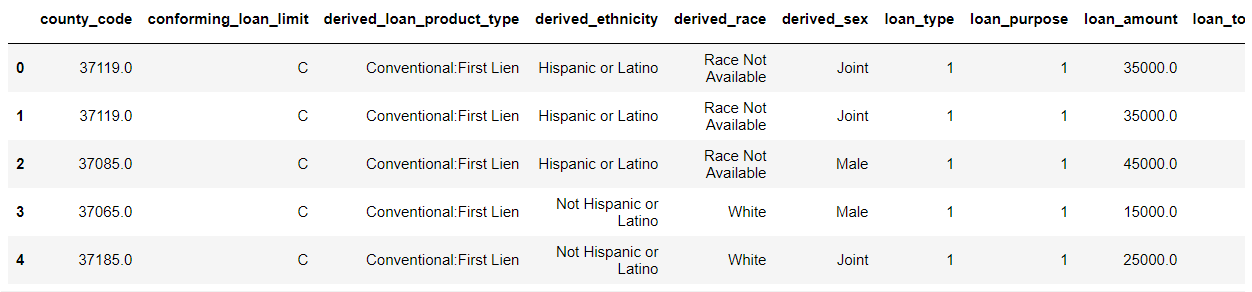 county_code conforming_loan_limit derived_loan_product_type derived_ethnicity derived_race derived_sex loan_type loan_purpose loan_amount loan_to
0 37119.0 C Conventional:First Lien Hispanic or Latino Race Not Available Joint 1 1 35000.0
1 37119.0 C Conventional:First Lien Hispanic or Latino Race Not Available Joint 1 1 35000.0
2 37085.0 C Conventional:First Lien Hispanic or Latino Race Not Available Male 1 1 45000.0
3 37065.0 C Conventional:First Lien Not Hispanic or Latino White Male 1 1 15000.0
4 37185.0 C Conventional:First Lien Not Hispanic or Latino White Joint 1 1 25000.0